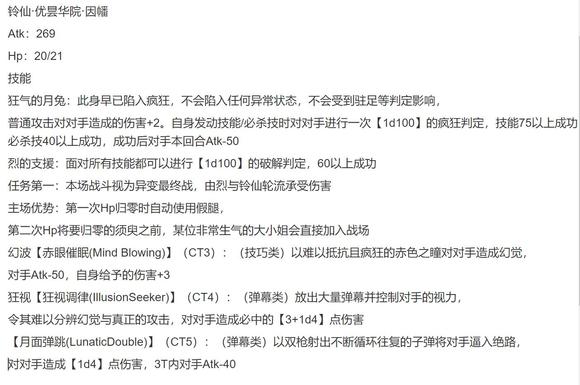 铃仙·优昙华院·因幡
Atk：269
Hp：20/21
技能
狂气的月兔：此身早已陷入疯狂，不会陷入任何异常状态，不会受到驻足等判定影响，
普通攻击对对手造成的伤害+2。自身发动技能/必杀技时对对手进行一次【1d100】的疯狂判定，技能75以上成功
必杀技40以上成功，成功后对手本回合Atk-50
烈的支援：面对所有技能都可以进行【1d100】的破解判定，60以上成功
任务第一：本场战斗视为异变最终战，由烈与铃仙轮流承受伤害
主场优势：第一次Hp归零时自动使用假腿，
第二次Hp将要归零的须臾之前，某位非常生气的大小姐会直接加入战场
幻波【赤眼催眠(Mind Blowing)】（CT3）：（技巧类）以难以抵抗且疯狂的赤色之瞳对对手造成幻觉，
对手Atk-50，自身给予的伤害+3
狂视【狂视调律(IllusionSeeker)】（CT4）：（弹幕类）放出大量弹幕并控制对手的视力，
令其难以分辨幻觉与真正的攻击，对对手造成必中的【3+1d4】点伤害
【月面弹跳(LunaticDouble)】（CT5）：（弹幕类）以双枪射出不断循环往复的子弹将对手逼入绝路，
对对手造成【1d4】点伤害，3T内对手Atk-40